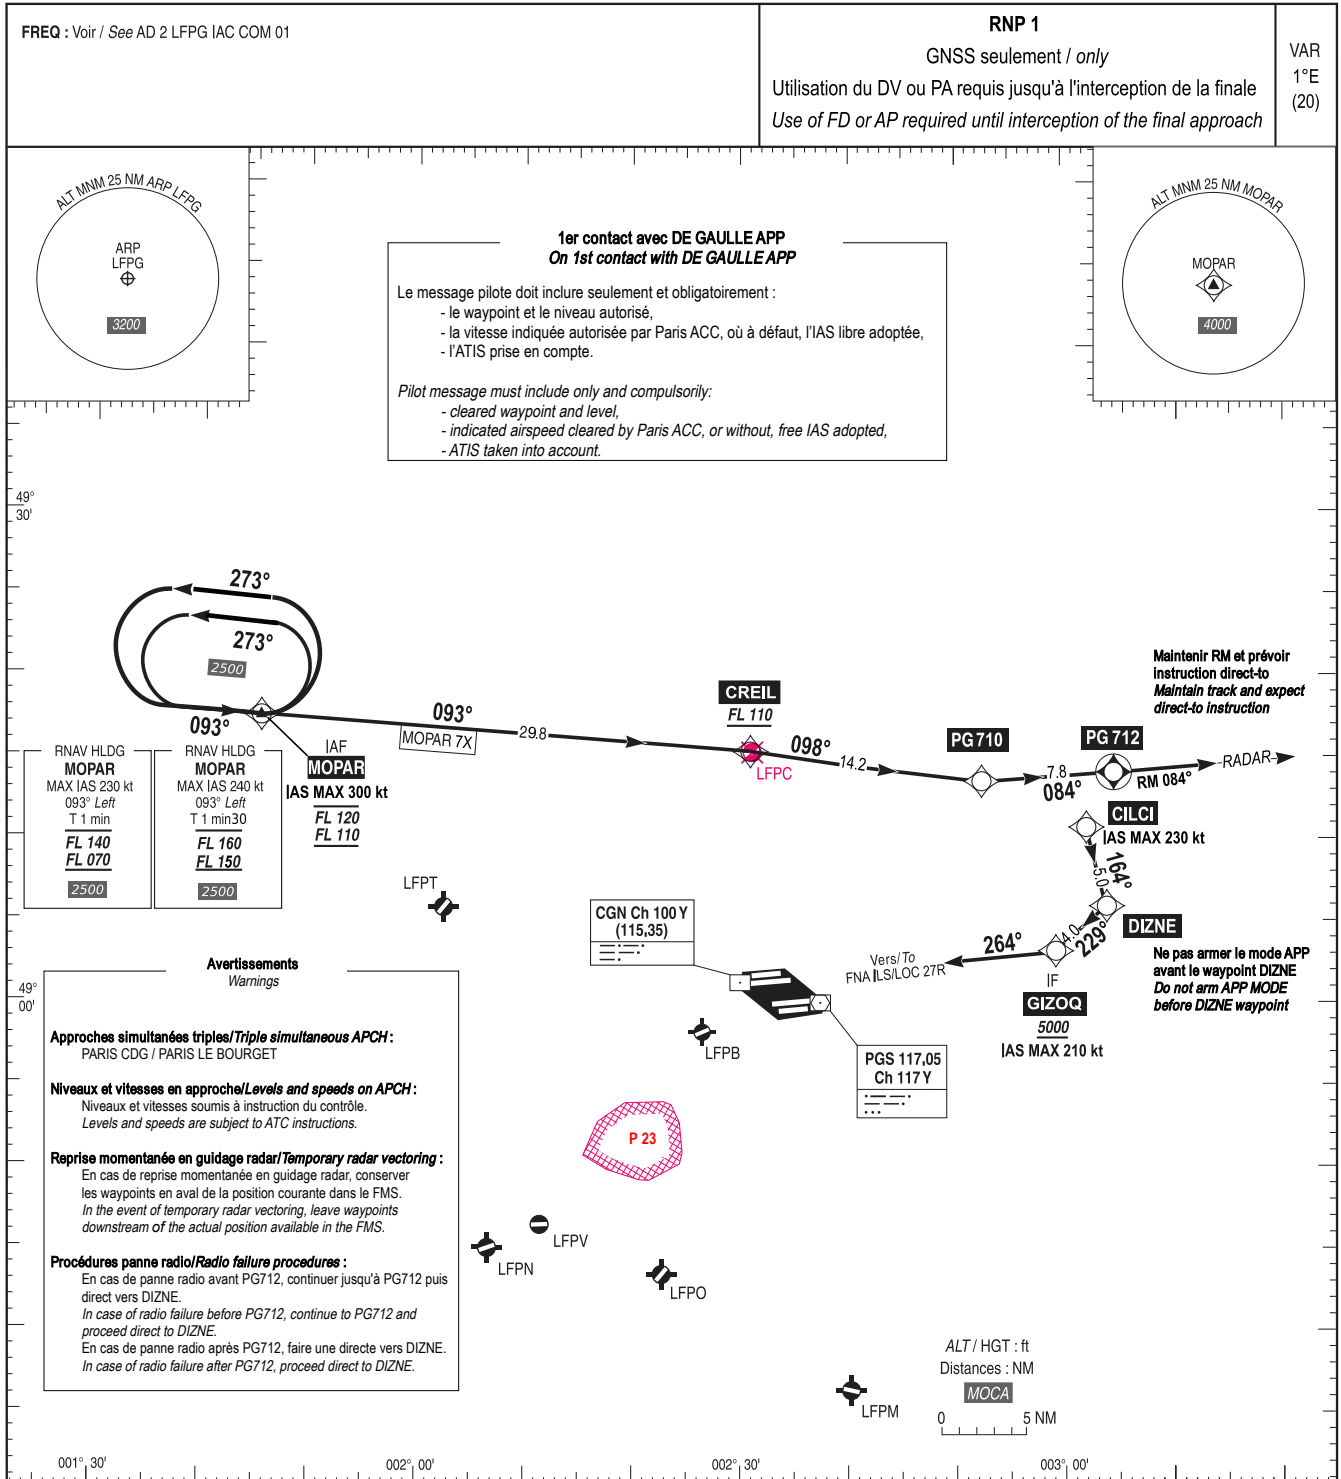 FREQ : Voir / See AD 2 LFPG IAC COM 01
RNP 1
GNSS seulement / only
Utilisation du DV ou PA requis jusqu'à l'interception de la finale
Use of FD or AP required until interception of the final approach
VAR
1°E
(20)
ALT MNM 25 NM ARP LFPG
ARP
LFPG
3200
1er contact avec DE GAULLE APP
On 1st contact with DE GAULLE APP
Le message pilote doit inclure seulement et obligatoirement :
- le waypoint et le niveau autorisé,
- la vitesse indiquée autorisée par Paris ACC, où à défaut, l'IAS libre adoptée,
- l'ATIS prise en compte.
Pilot message must include only and compulsorily:
- cleared waypoint and level,
- indicated airspeed cleared by Paris ACC, or without, free IAS adopted,
- ATIS taken into account.
ALT MNM 25 NM MOPAR
MOPAR
4000
49°
30'
273°
273°
2500
093°
093°
MOPAR 7X
29.8
CREIL
FL 110
LFPC
098°
14.2
PG 710
7.8
084°
PG 712
RM 084°
RADAR
Maintenir RM et prévoir
instruction direct-to
Maintain track and expect
direct-to instruction
RNAV HLDG
MOPAR
MAX IAS 230 kt
093° Left
T 1 min
FL 140
FL 070
2500
RNAV HLDG
MOPAR
MAX IAS 240 kt
093° Left
T 1 min30
FL 160
FL 150
2500
IAF
MOPAR
IAS MAX 300 kt
FL 120
FL 110
CILCI
IAS MAX 230 kt
164°
5.0
DIZNE
4.0
229°
264°
Vers/To
FNA ILS/LOC 27R
IF
GIZOQ
5000
IAS MAX 210 kt
Ne pas armer le mode APP
avant le waypoint DIZNE
Do not arm APP MODE
before DIZNE waypoint
LFPT
CGN Ch 100 Y
(115,35)
LFPB
PGS 117,05
Ch 117 Y
P 23
49°
00'
Avertissements
Warnings
Approches simultanées triples/Triple simultaneous APCH :
PARIS CDG / PARIS LE BOURGET
Niveaux et vitesses en approche/Levels and speeds on APCH :
Niveaux et vitesses soumis à instruction du contrôle.
Levels and speeds are subject to ATC instructions.
Reprise momentanée en guidage radar/Temporary radar vectoring :
En cas de reprise momentanée en guidage radar, conserver
les waypoints en aval de la position courante dans le FMS.
In the event of temporary radar vectoring, leave waypoints
downstream of the actual position available in the FMS.
Procédures panne radio/Radio failure procedures :
En cas de panne radio avant PG712, continuer jusqu'à PG712 puis
direct vers DIZNE.
In case of radio failure before PG712, continue to PG712 and
proceed direct to DIZNE.
En cas de panne radio après PG712, faire une directe vers DIZNE.
In case of radio failure after PG712, proceed direct to DIZNE.
LFPV
LFPN
LFPO
LFPM
ALT / HGT : ft
Distances : NM
MOCA
0 5 NM
001° 30'
002° 00'
002° 30'
003° 00'